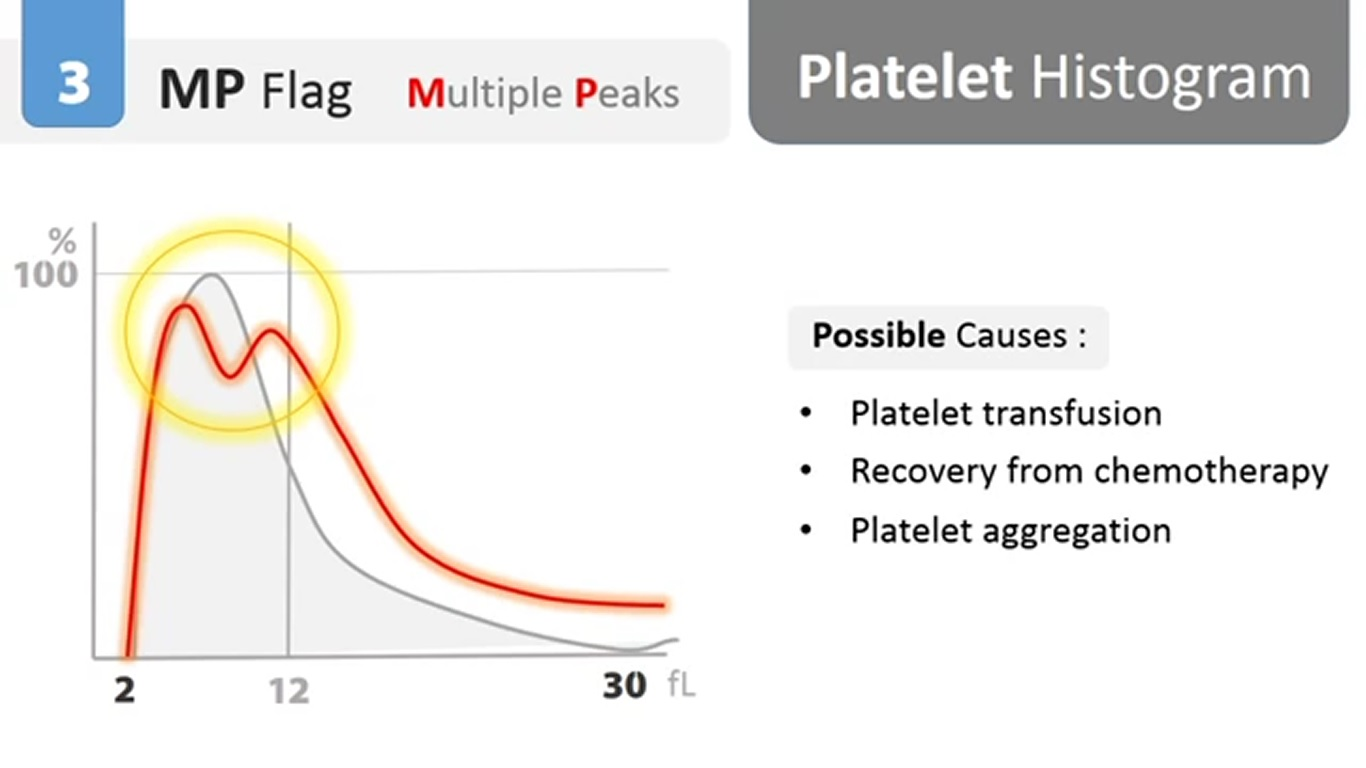 3
MP Flag
Multiple Peaks
Platelet Histogram
%
100
2
12
30
fL
Possible Causes :
• Platelet transfusion
• Recovery from chemotherapy
• Platelet aggregation